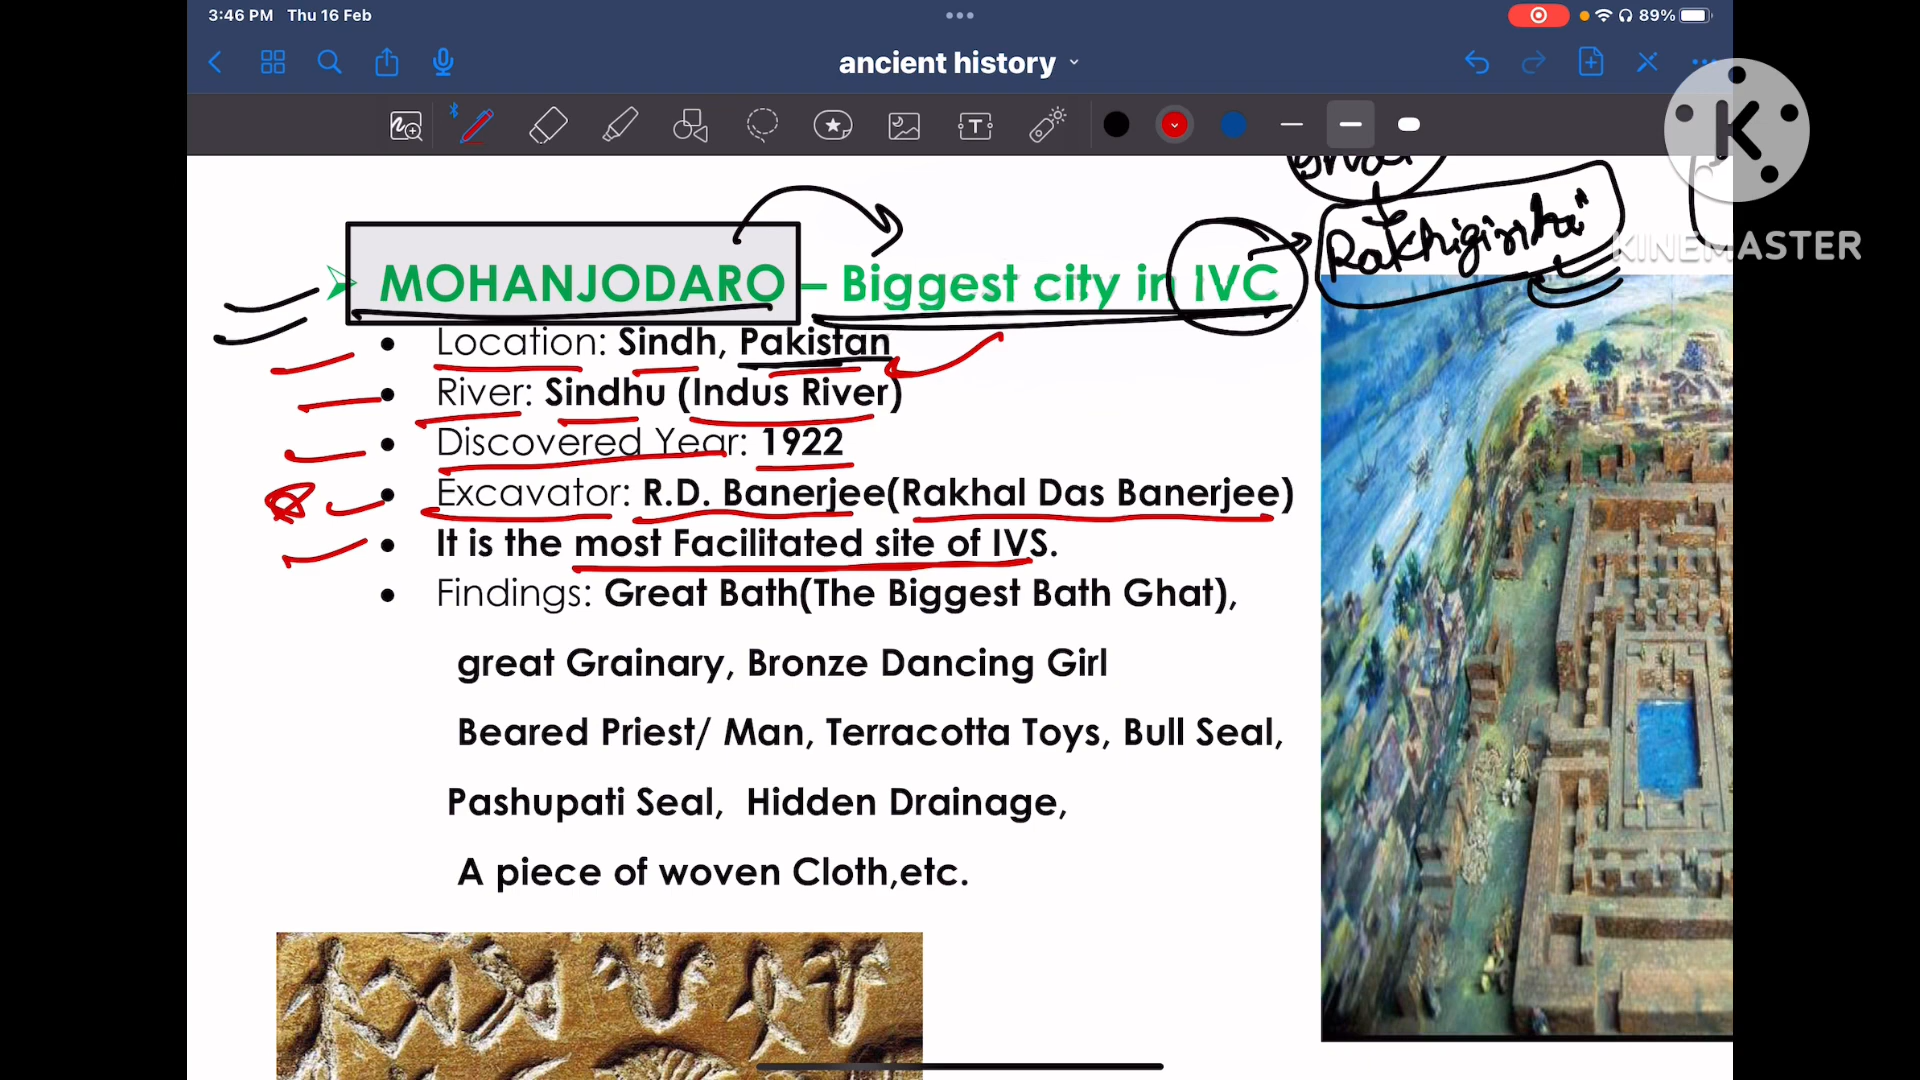 3:46 PM Thu 16 Feb
89%
ancient history
T
K
KINEMASTER
Rakhigirrha"
MOHANJODARO – Biggest city in IVC
• Location: Sindh, Pakistan
• River: Sindhu (Indus River)
• Discovered Year: 1922
• Excavator: R.D. Banerjee(Rakhal Das Banerjee)
• It is the most Facilitated site of IVS.
• Findings: Great Bath(The Biggest Bath Ghat),
great Grainary, Bronze Dancing Girl
Beared Priest/ Man, Terracotta Toys, Bull Seal,
Pashupati Seal, Hidden Drainage,
A piece of woven Cloth,etc.